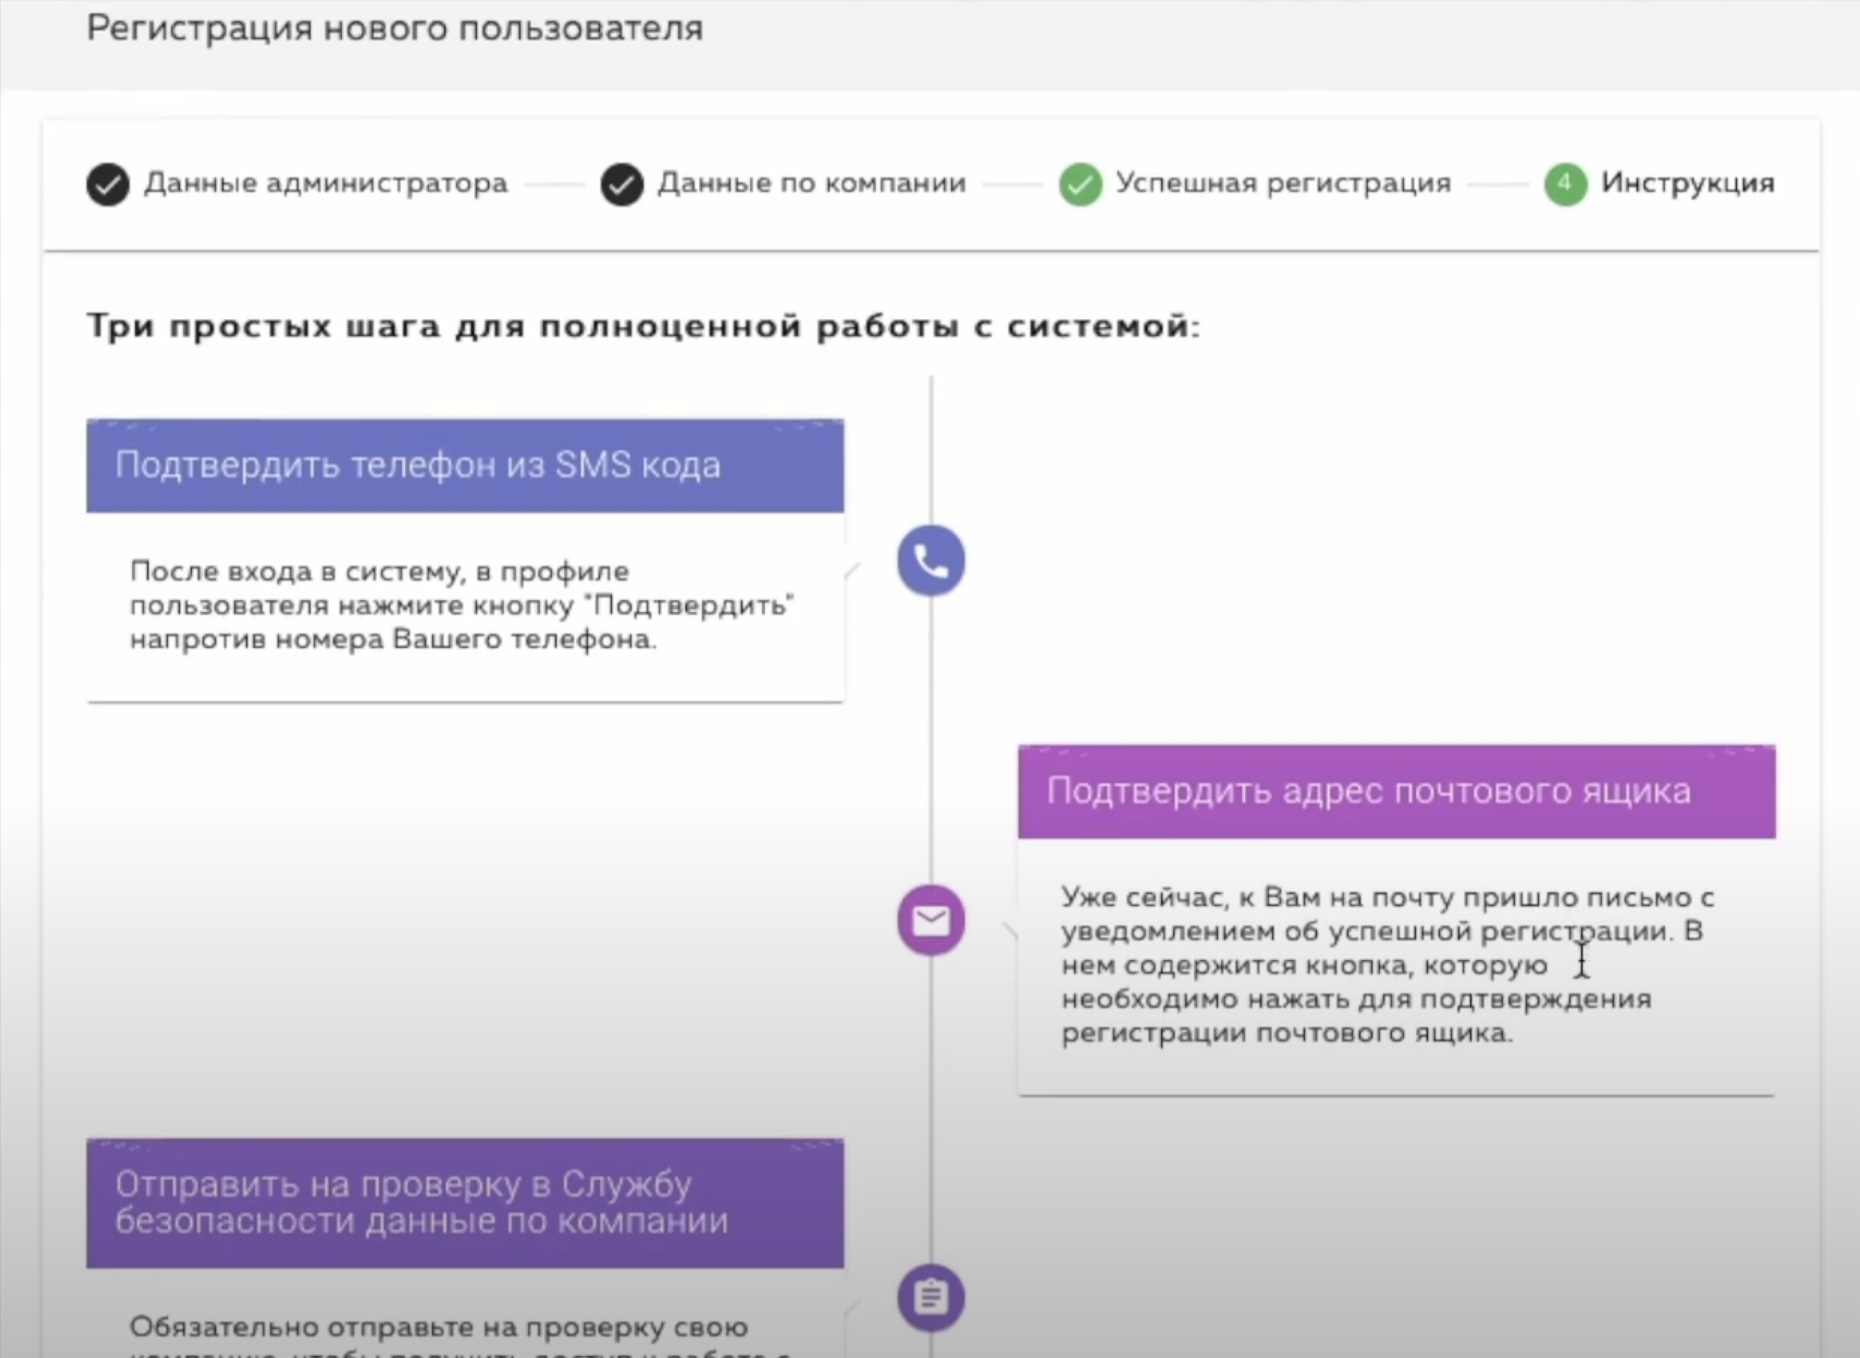 Регистрация нового пользователя
Данные администратора
Данные по компании
Успешная регистрация
4 Инструкция
Три простых шага для полноценной работы с системой:
Подтвердить телефон из SMS кода
После входа в систему, в профиле
пользователя нажмите кнопку "Подтвердить"
напротив номера Вашего телефона.
Подтвердить адрес почтового ящика
Уже сейчас, к Вам на почту пришло письмо с
уведомлением об успешной регистрации. В
нем содержится кнопка, которую
необходимо нажать для подтверждения
регистрации почтового ящика.
Отправить на проверку в Службу
безопасности данные по компании
Обязательно отправьте на проверку свою